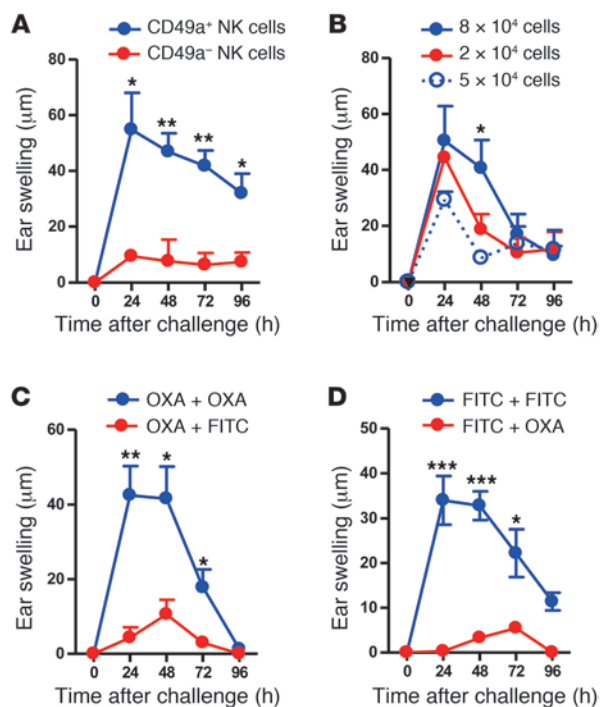 A
CD49a⁺ NK cells
CD49a⁻ NK cells
Ear swelling (μm)
80
60
40
20
0
* ** ** *
0 24 48 72 96
Time after challenge (h)
B
8 × 10⁴ cells
2 × 10⁴ cells
5 × 10⁴ cells
Ear swelling (μm)
80
60
40
20
0
*
0 24 48 72 96
Time after challenge (h)
C
OXA + OXA
OXA + FITC
Ear swelling (μm)
60
40
20
0
** * *
0 24 48 72 96
Time after challenge (h)
D
FITC + FITC
FITC + OXA
Ear swelling (μm)
50
40
30
20
10
0
*** *** *
0 24 48 72 96
Time after challenge (h)